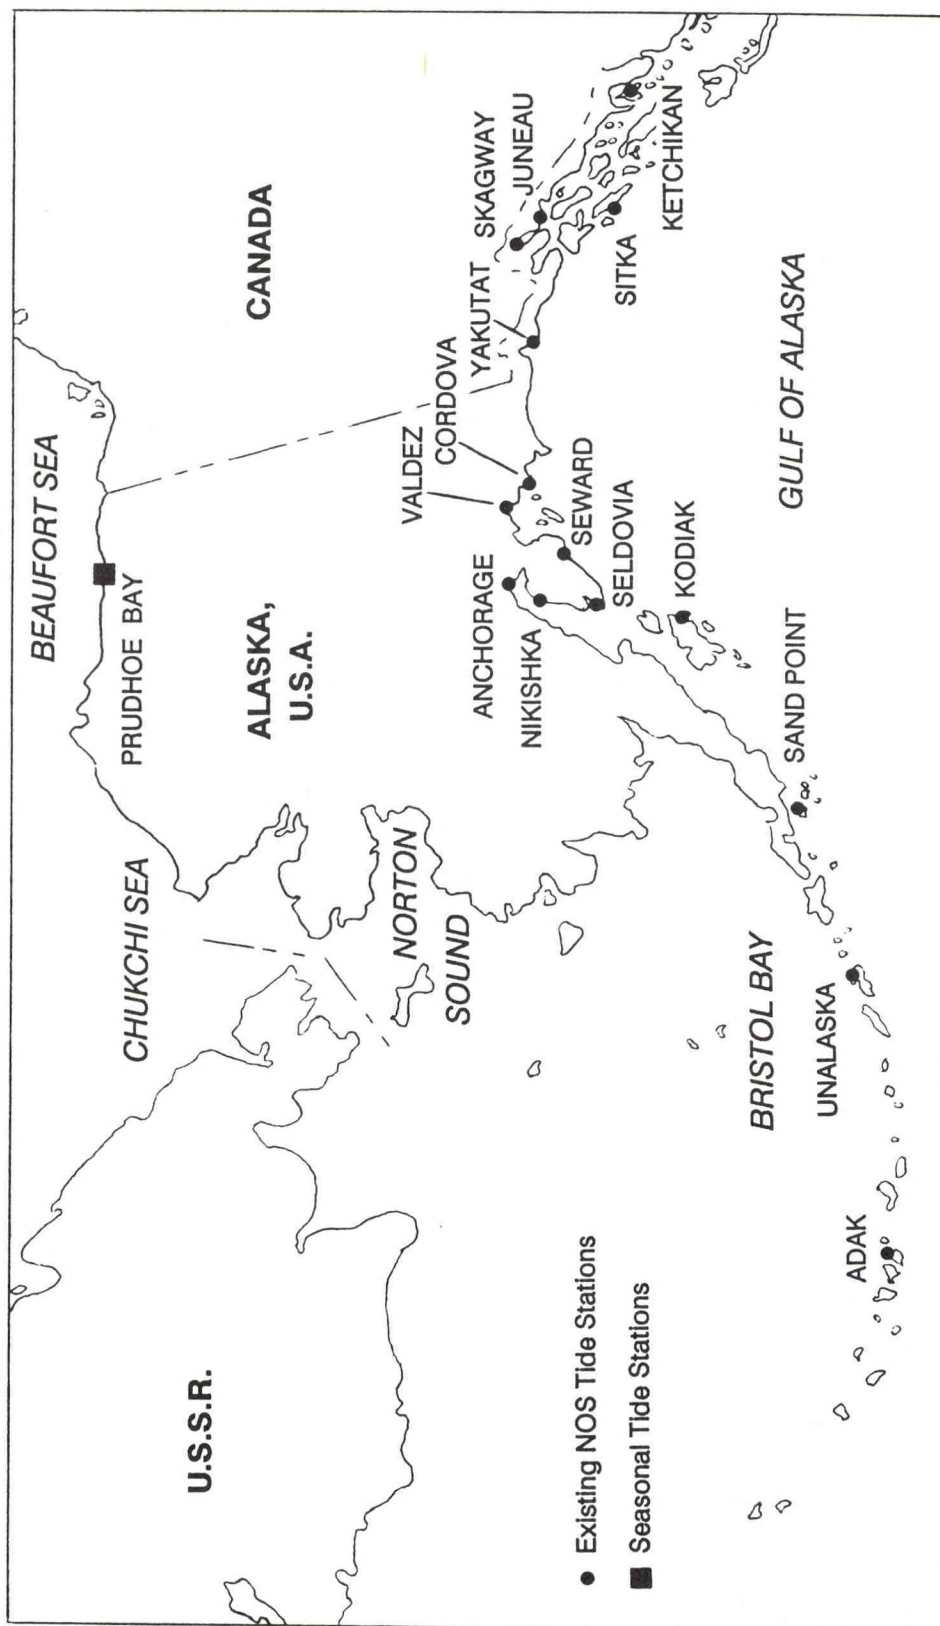 BEAUFORT SEA
CHUKCHI SEA
PRUDHOE BAY
U.S.S.R.
ALASKA,
U.S.A.
CANADA
NORTON
SOUND
VALDEZ
CORDOVA
YAKUTAT
SKAGWAY
JUNEAU
ANCHORAGE
NIKISHKA
SEWARD
SELDOVIA
KODIAK
SITKA
KETCHIKAN
SAND POINT
GULF OF ALASKA
BRISTOL BAY
UNALASKA
ADAK
Existing NOS Tide Stations
Seasonal Tide Stations